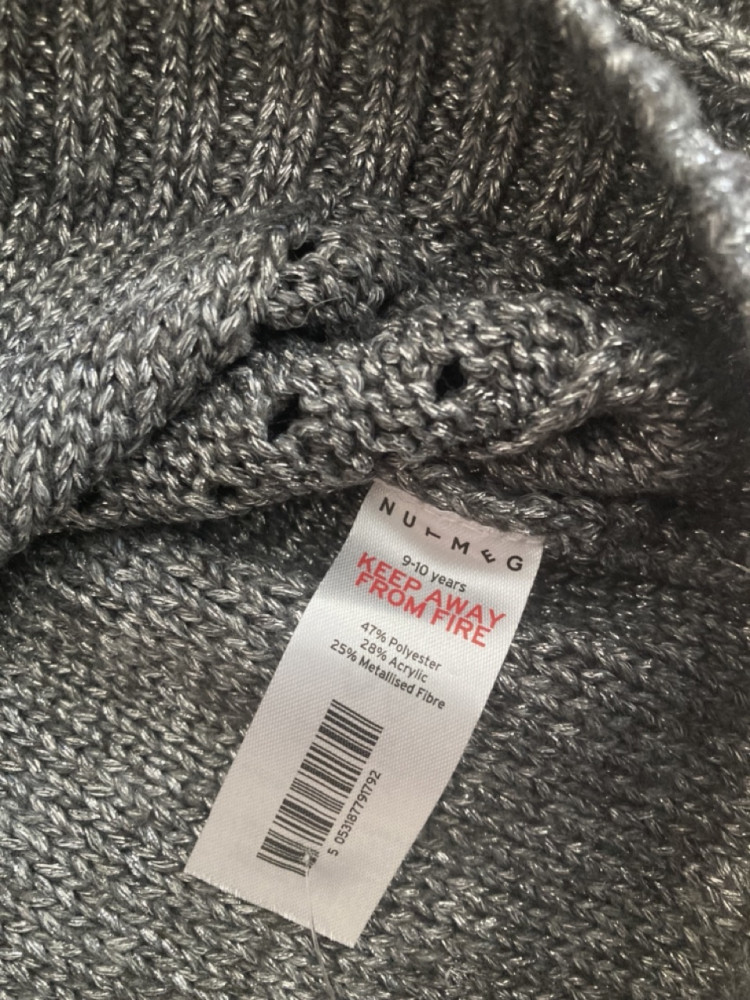 NUTMEG
9-10 years
KEEP AWAY
FROM FIRE
47% Polyester
28% Acrylic
25% Metallised Fibre
5 053187791792